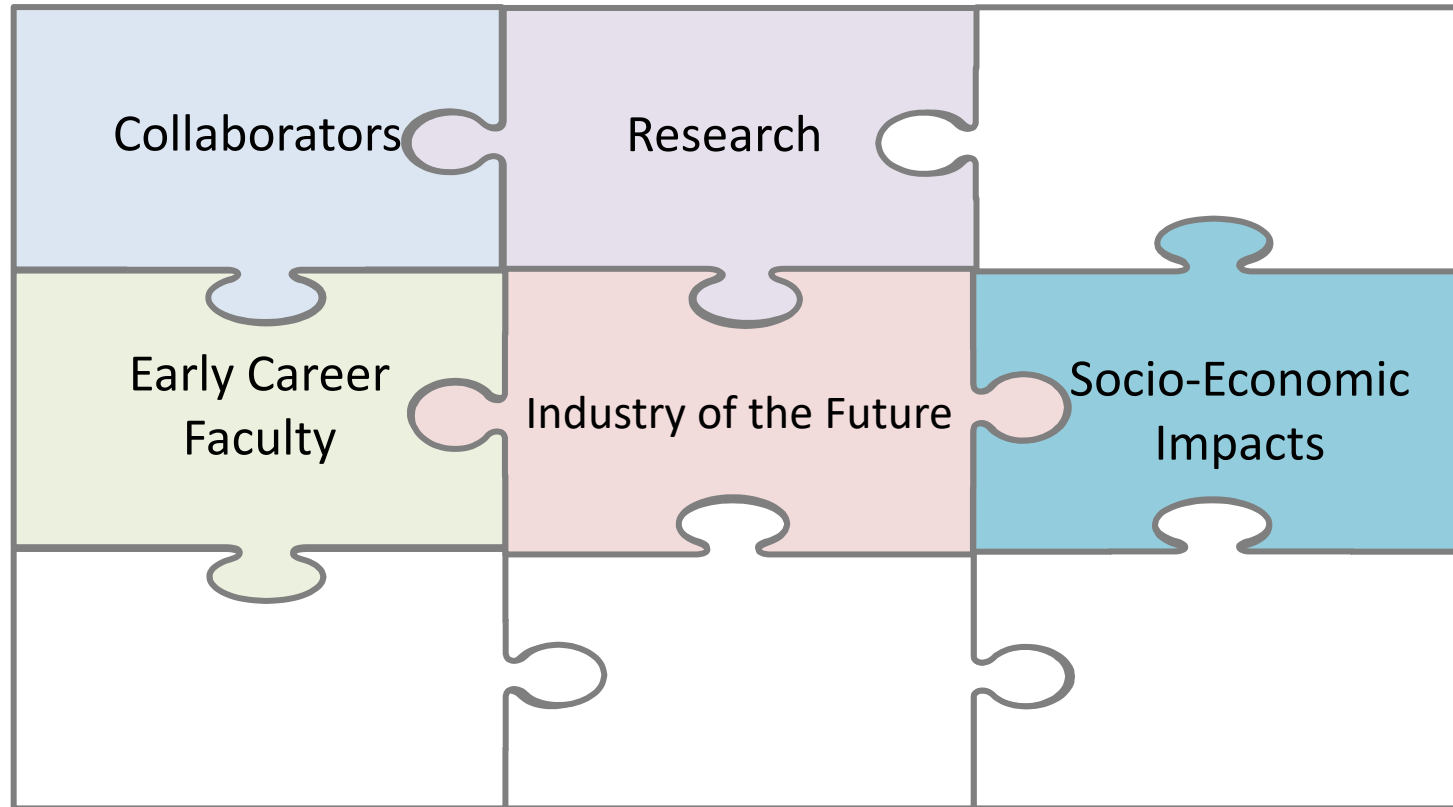 Collaborators
Research
Early Career
Faculty
Industry of the Future
Socio-Economic
Impacts